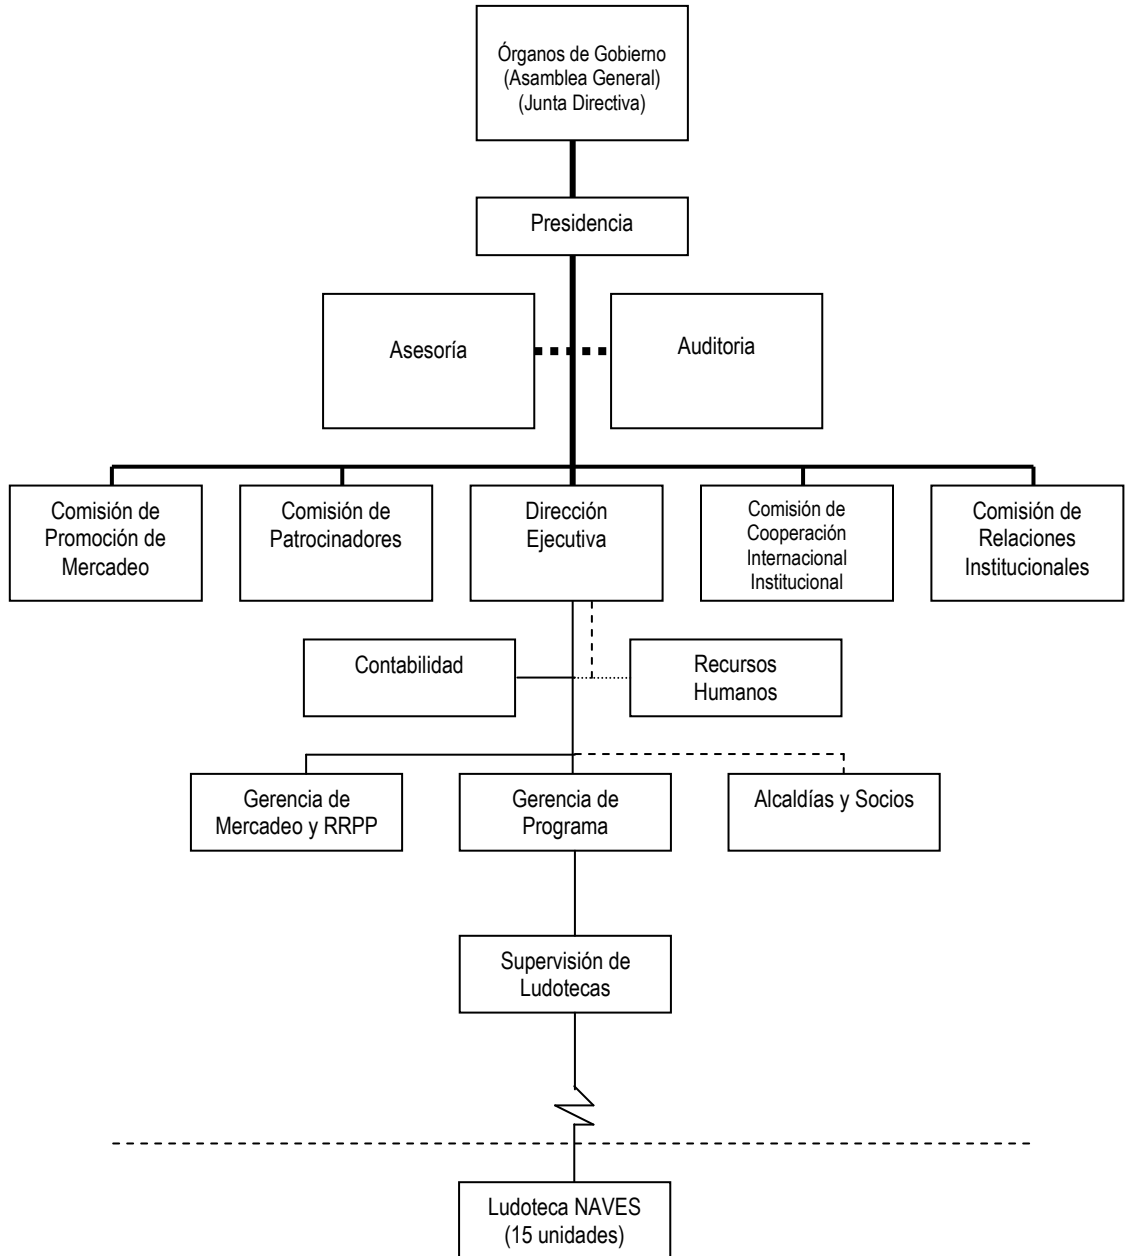 Órganos de Gobierno
(Asamblea General)
(Junta Directiva)
Presidencia
Asesoría
Auditoria
Comisión de
Promoción de
Mercadeo
Comisión de
Patrocinadores
Dirección
Ejecutiva
Comisión de
Cooperación
Internacional
Institucional
Comisión de
Relaciones
Institucionales
Contabilidad
Recursos
Humanos
Gerencia de
Mercadeo y RRPP
Gerencia de
Programa
Alcaldías y Socios
Supervisión de
Ludotecas
Ludoteca NAVES
(15 unidades)